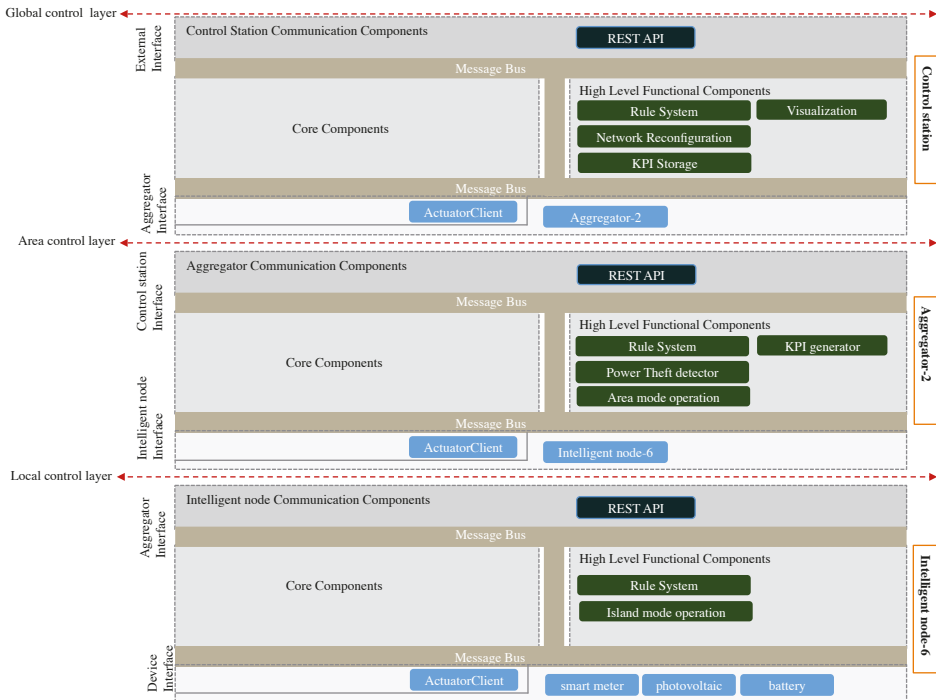 Global control  layer
External
Interface
Control Station Communication Components
REST API
Message Bus
Core Components
High Level Functional Components
Rule System
Visualization
Network Reconfiguration
KPI Storage
Control station
Message Bus
Aggregator
Interface
ActuatorClient
Aggregator-2
Area control layer
Control station
Interface
Aggregator Communication Components
REST API
Message Bus
Core Components
High Level Functional Components
Rule System
KPI generator
Power Theft detector
Area mode operation
Aggregator-2
Message Bus
Intelligent node
Interface
ActuatorClient
Intelligent node-6
Local control layer
Aggregator
Interface
Intelligent node Communication Components
REST API
Message Bus
Core Components
High Level Functional Components
Rule System
Island mode operation
Intelligent node-6
Message Bus
Device
Interface
ActuatorClient
smart meter
photovoltaic
battery